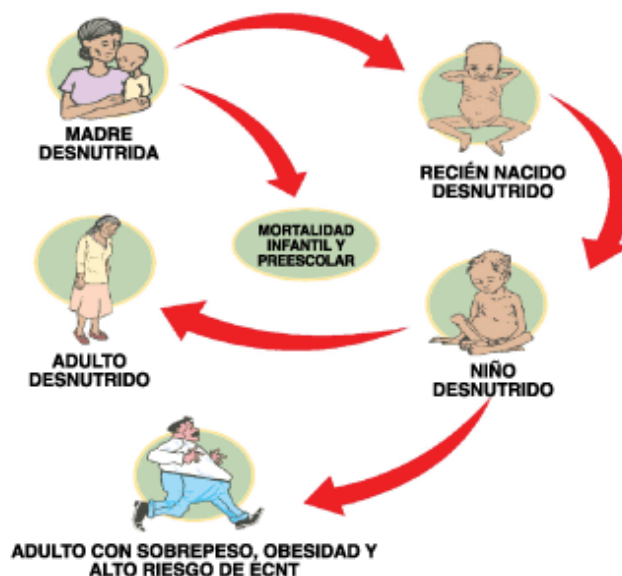 MADRE
DESNUTRIDA
RECIÉN NACIDO
DESNUTRIDO
MORTALIDAD
INFANTIL Y
PREESCOLAR
ADULTO
DESNUTRIDO
NIÑO
DESNUTRIDO
ADULTO CON SOBREPESO, OBESIDAD Y
ALTO RIESGO DE ECNT